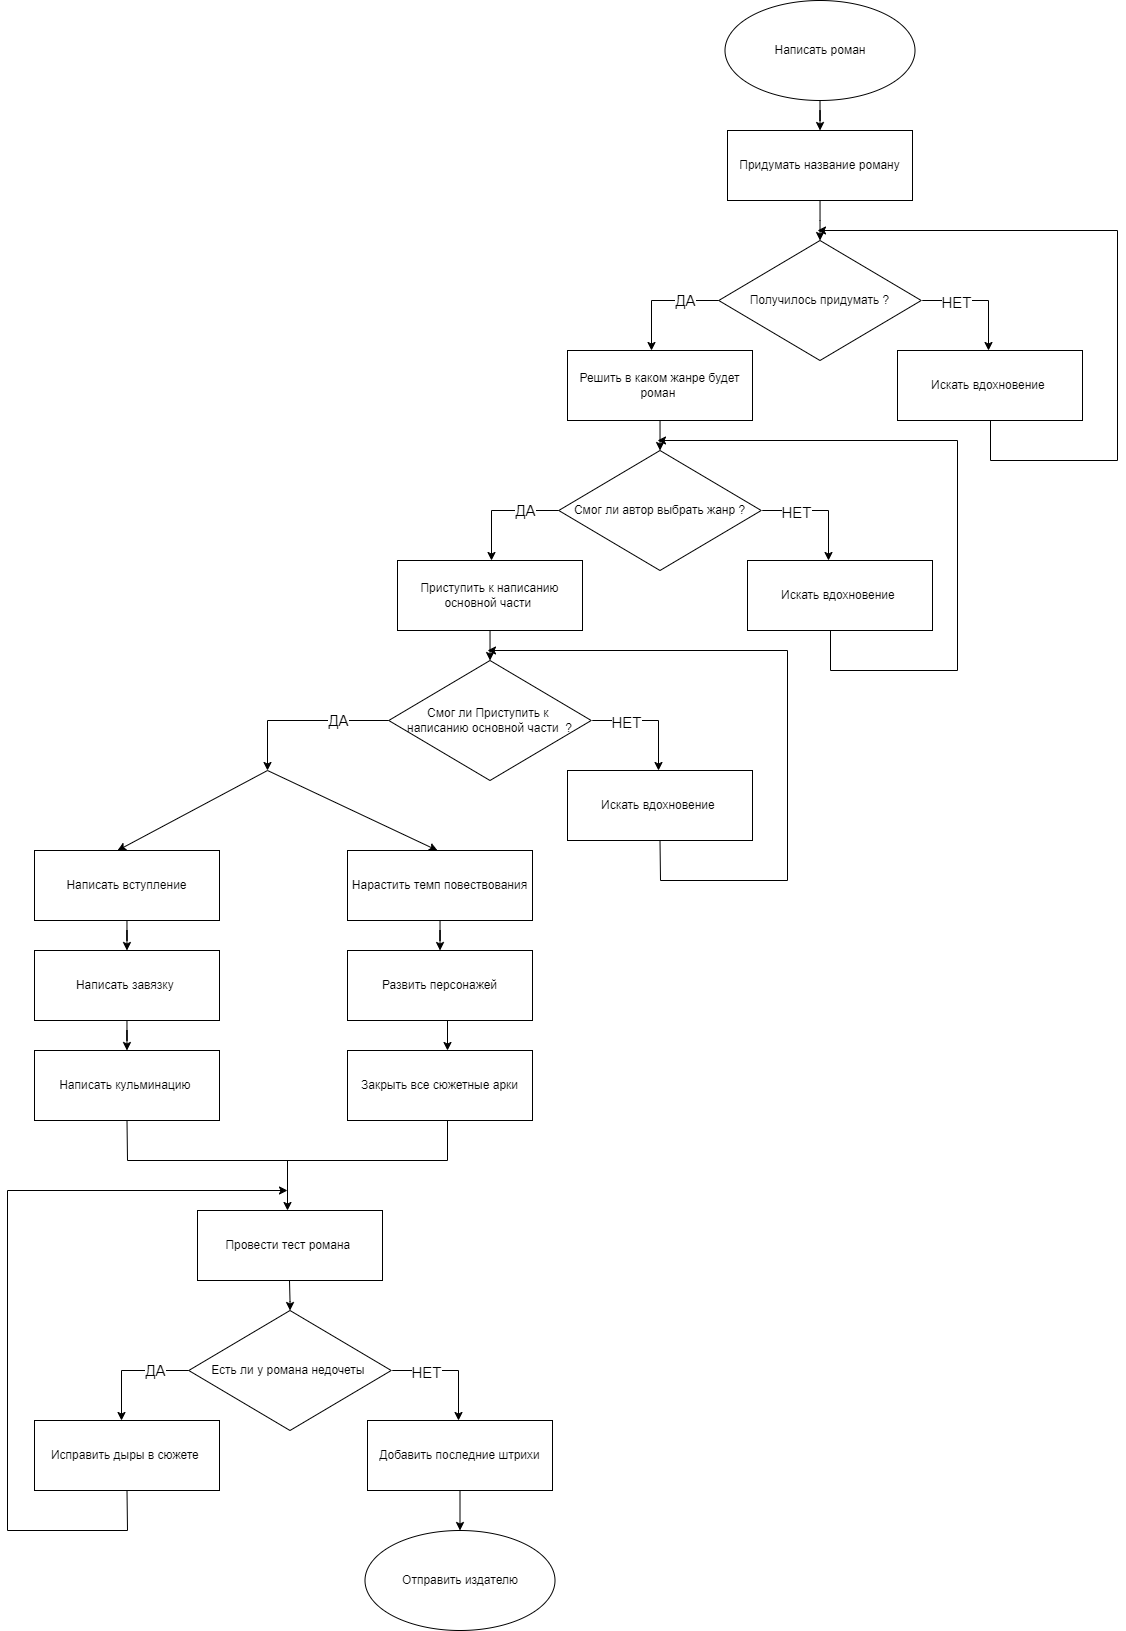 Написать роман
Придумать название роману
Получилось придумать ?
ДА
НЕТ
Решить в каком жанре будет
роман
Искать вдохновение
Смог ли автор выбрать жанр ?
ДА
НЕТ
Приступить к написанию
основной части
Искать вдохновение
Смог ли Приступить к
написанию основной части  ?
ДА
НЕТ
Искать вдохновение
Написать вступление
Нарастить темп повествования
Написать завязку
Развить персонажей
Написать кульминацию
Закрыть все сюжетные арки
Провести тест романа
Есть ли у романа недочеты
ДА
НЕТ
Исправить дыры в сюжете
Добавить последние штрихи
Отправить издателю